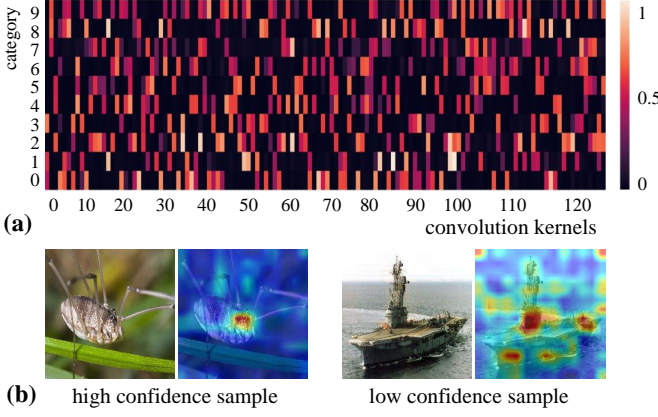 category
9
8
7
6
5
4
3
2
1
0
1
0.5
0
0 10 20 30 40 50 60 70 80 90 100 110 120
(a)
convolution kernels
(b)
high confidence sample low confidence sample